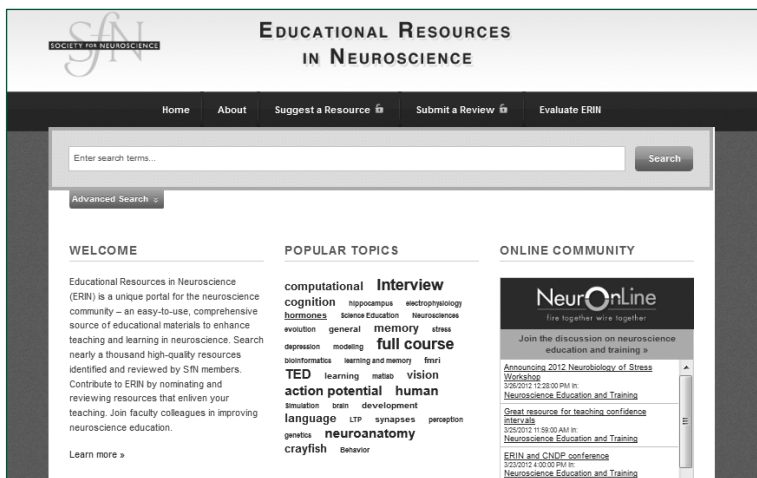 SfN
SOCIETY FOR NEUROSCIENCE
EDUCATIONAL RESOURCES
IN NEUROSCIENCE
Home About Suggest a Resource Submit a Review Evaluate ERIN
Enter search terms...
Search
Advanced Search
WELCOME
Educational Resources in Neuroscience
(ERIN) is a unique portal for the neuroscience
community – an easy-to-use, comprehensive
source of educational materials to enhance
teaching and learning in neuroscience. Search
nearly a thousand high-quality resources
identified and reviewed by SfN members.
Contribute to ERIN by nominating and
reviewing resources that enliven your
teaching. Join faculty colleagues in improving
neuroscience education.
Learn more »
POPULAR TOPICS
computational Interview
cognition hippocampus electrophysiology
hormones Science Education Neurosciences
evolution general memory stress
depression modeling full course
bioinformatics learning and memory fmri
TED learning matlab vision
action potential human
Simulation brain development
language LTP synapses perception
genetics neuroanatomy
crayfish Behavior
ONLINE COMMUNITY
NeurOnLine
fire together wire together
Join the discussion on neuroscience
education and training »
Announcing 2012 Neurobiology of Stress
Workshop
3/26/2012 12:28:00 PM in:
Neuroscience Education and Training
Great resource for teaching confidence
intervals
3/25/2012 11:59:00 AM in:
Neuroscience Education and Training
ERIN and CNDP conference
3/23/2012 4:00:00 PM in:
Neuroscience Education and Training